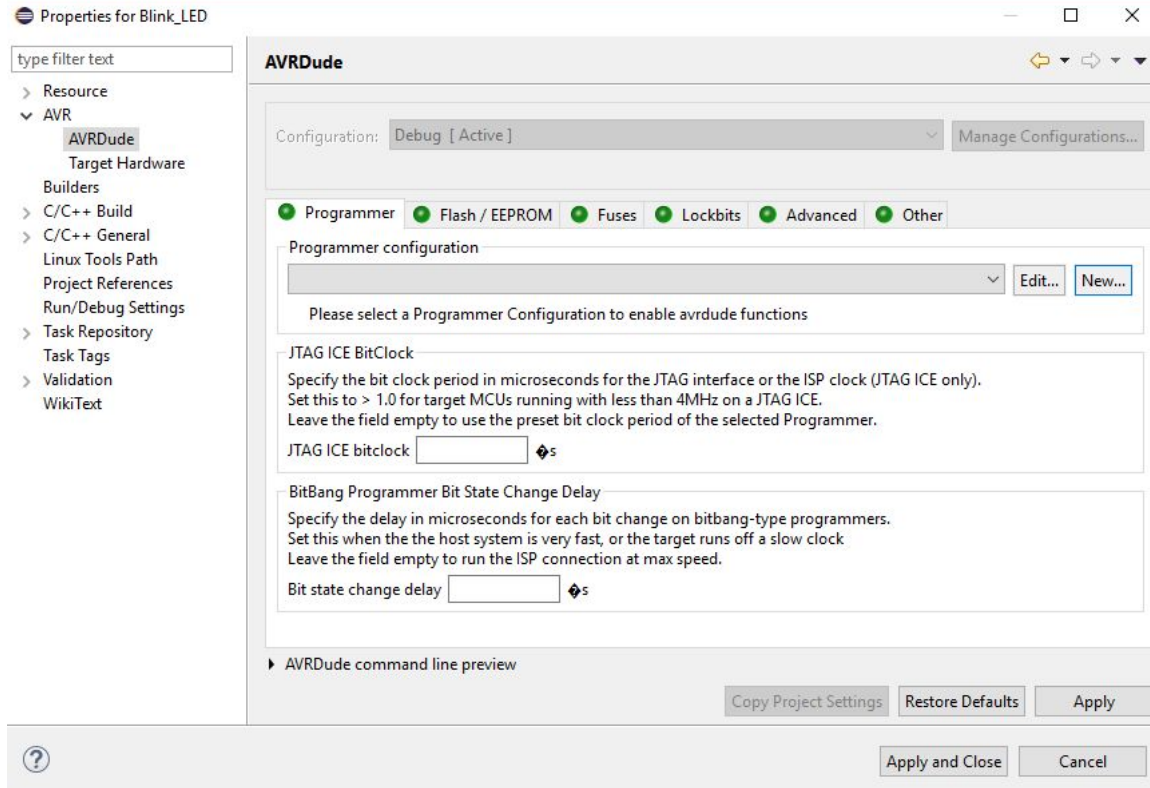 Properties for Blink_LED
type filter text
Resource
AVR
AVRDude
Target Hardware
Builders
C/C++ Build
C/C++ General
Linux Tools Path
Project References
Run/Debug Settings
Task Repository
Task Tags
Validation
WikiText
AVRDude
Configuration: Debug [ Active ] Manage Configurations...
Programmer Flash / EEPROM Fuses Lockbits Advanced Other
Programmer configuration
Edit... New...
Please select a Programmer Configuration to enable avrdude functions
JTAG ICE BitClock
Specify the bit clock period in microseconds for the JTAG interface or the ISP clock (JTAG ICE only).
Set this to > 1.0 for target MCUs running with less than 4MHz on a JTAG ICE.
Leave the field empty to use the preset bit clock period of the selected Programmer.
JTAG ICE bitclock �s
BitBang Programmer Bit State Change Delay
Specify the delay in microseconds for each bit change on bitbang-type programmers.
Set this when the the host system is very fast, or the target runs off a slow clock
Leave the field empty to run the ISP connection at max speed.
Bit state change delay �s
AVRDude command line preview
Copy Project Settings Restore Defaults Apply
? Apply and Close Cancel